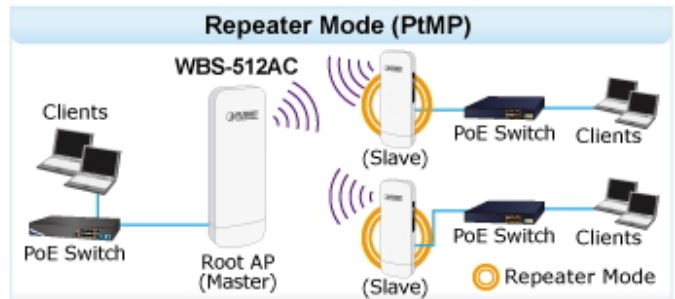 Repeater Mode (PtMP)
WBS-512AC
Clients
PoE Switch
Root AP
(Master)
PLANET
(Slave)
PoE Switch
Clients
(Slave)
PoE Switch
Clients
Repeater Mode